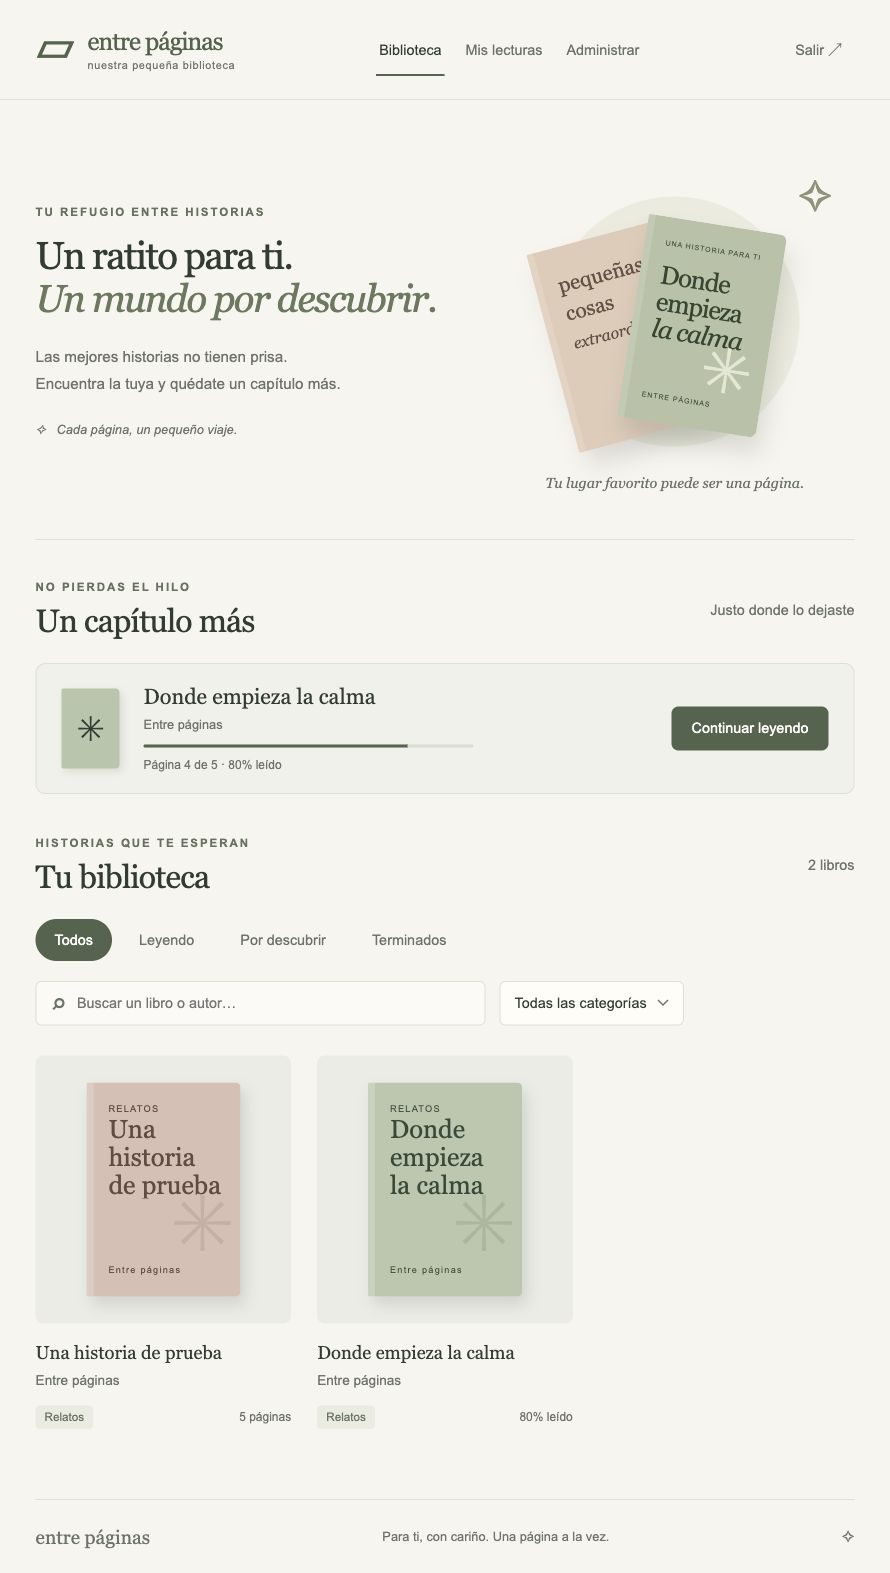 entre páginas
nuestra pequeña biblioteca
Biblioteca
Mis lecturas
Administrar
Salir ↗
TU REFUGIO ENTRE HISTORIAS
Un ratito para ti.
Un mundo por descubrir.
Las mejores historias no tienen prisa.
Encuentra la tuya y quédate un capítulo más.
Cada página, un pequeño viaje.
pequeñas
cosas
UNA HISTORIA PARA TI
Donde
empieza
la calma
ENTRE PÁGINAS
Tu lugar favorito puede ser una página.
NO PIERDAS EL HILO
Un capítulo más
Justo donde lo dejaste
Donde empieza la calma
Entre páginas
Página 4 de 5 · 80% leído
Continuar leyendo
HISTORIAS QUE TE ESPERAN
Tu biblioteca
2 libros
Todos
Leyendo
Por descubrir
Terminados
Buscar un libro o autor…
Todas las categorías
RELATOS
Una
historia
de prueba
Entre páginas
RELATOS
Donde
empieza
la calma
Entre páginas
Una historia de prueba
Entre páginas
Relatos
5 páginas
Donde empieza la calma
Entre páginas
Relatos
80% leído
entre páginas
Para ti, con cariño. Una página a la vez.